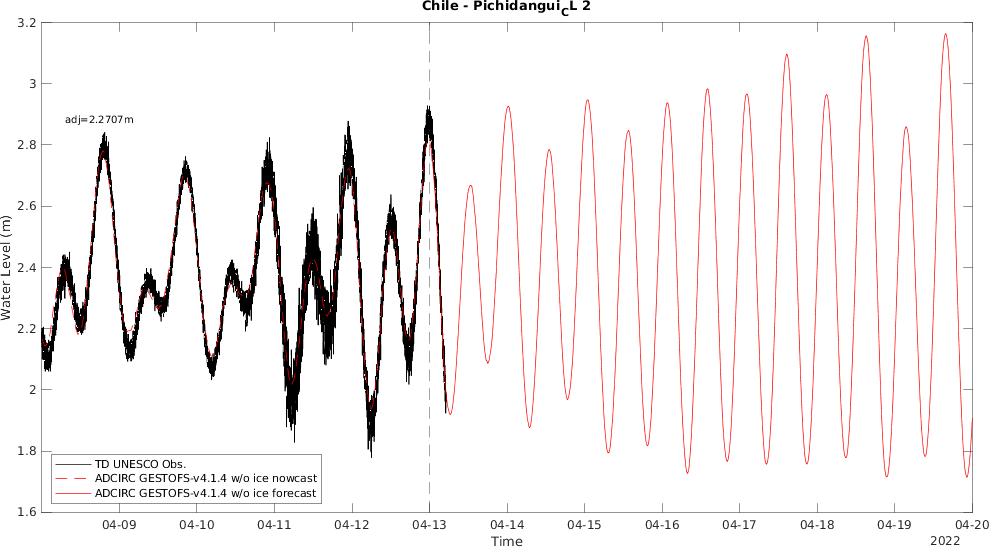 Chile - Pichidangui_CL 2
3.2
3
2.8
2.6
2.4
2.2
2
1.8
1.6
Water Level (m)
adj=2.2707m
TD UNESCO Obs.
ADCIRC GESTOFS-v4.1.4 w/o ice nowcast
ADCIRC GESTOFS-v4.1.4 w/o ice forecast
04-09 04-10 04-11 04-12 04-13 04-14 04-15 04-16 04-17 04-18 04-19 04-20
Time
2022